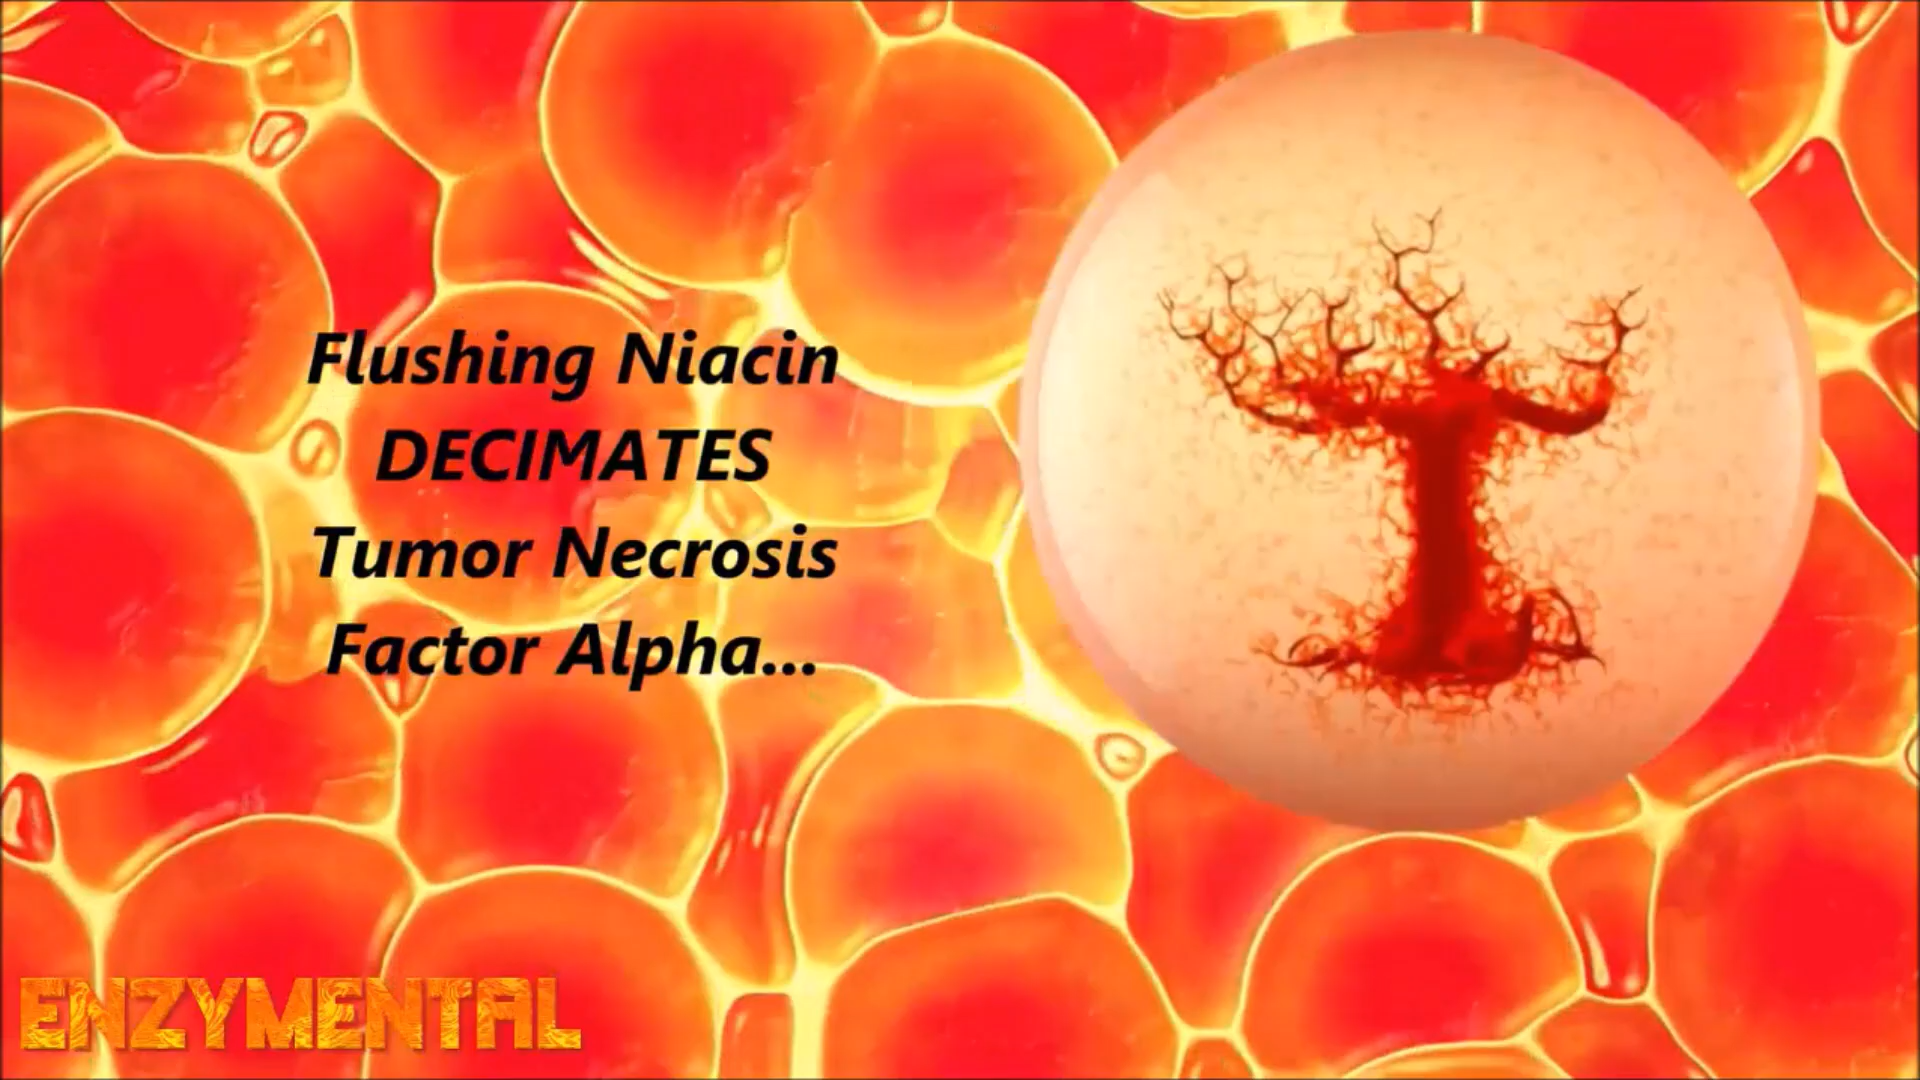 Flushing Niacin
DECIMATES
Tumor Necrosis
Factor Alpha...
ENZYMENTAL